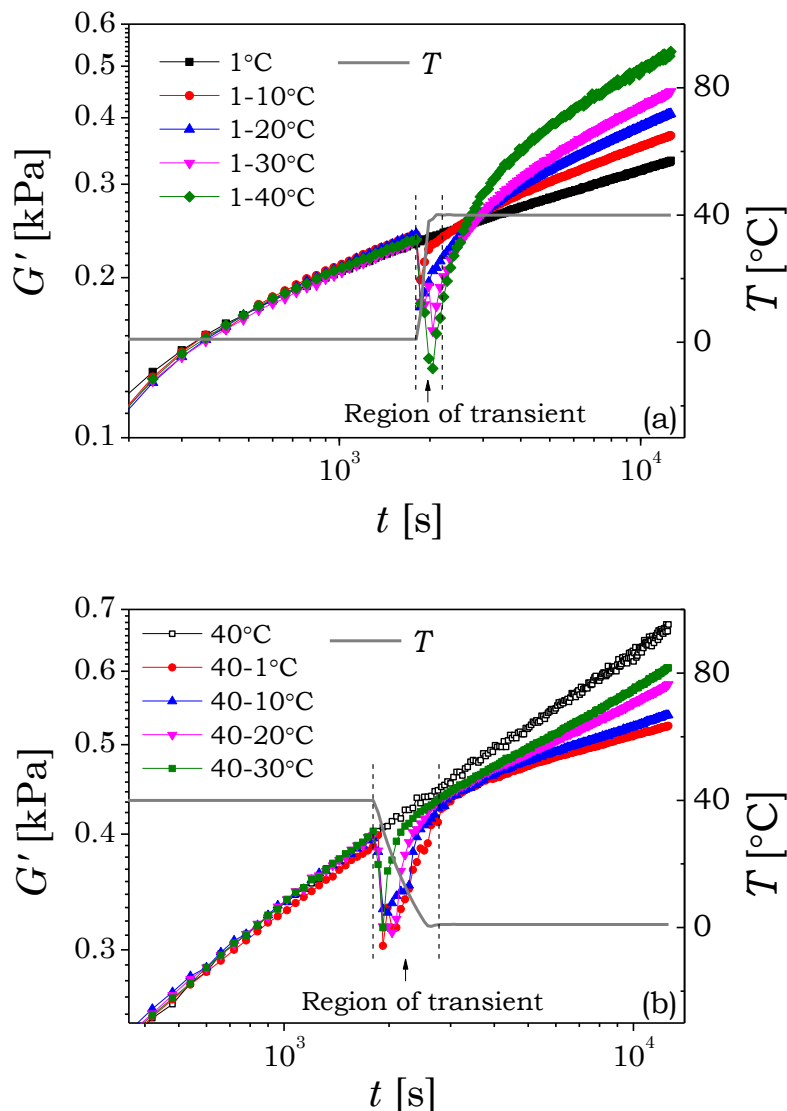 0.6
0.5
0.4
0.3
0.2
0.1
G' [kPa]
1°C
1-10°C
1-20°C
1-30°C
1-40°C
T
80
40
0
T [°C]
Region of transient
(a)
10³
10⁴
t [s]
0.7
0.6
0.5
0.4
0.3
G' [kPa]
40°C
40-1°C
40-10°C
40-20°C
40-30°C
T
80
40
0
T [°C]
Region of transient
(b)
10³
10⁴
t [s]